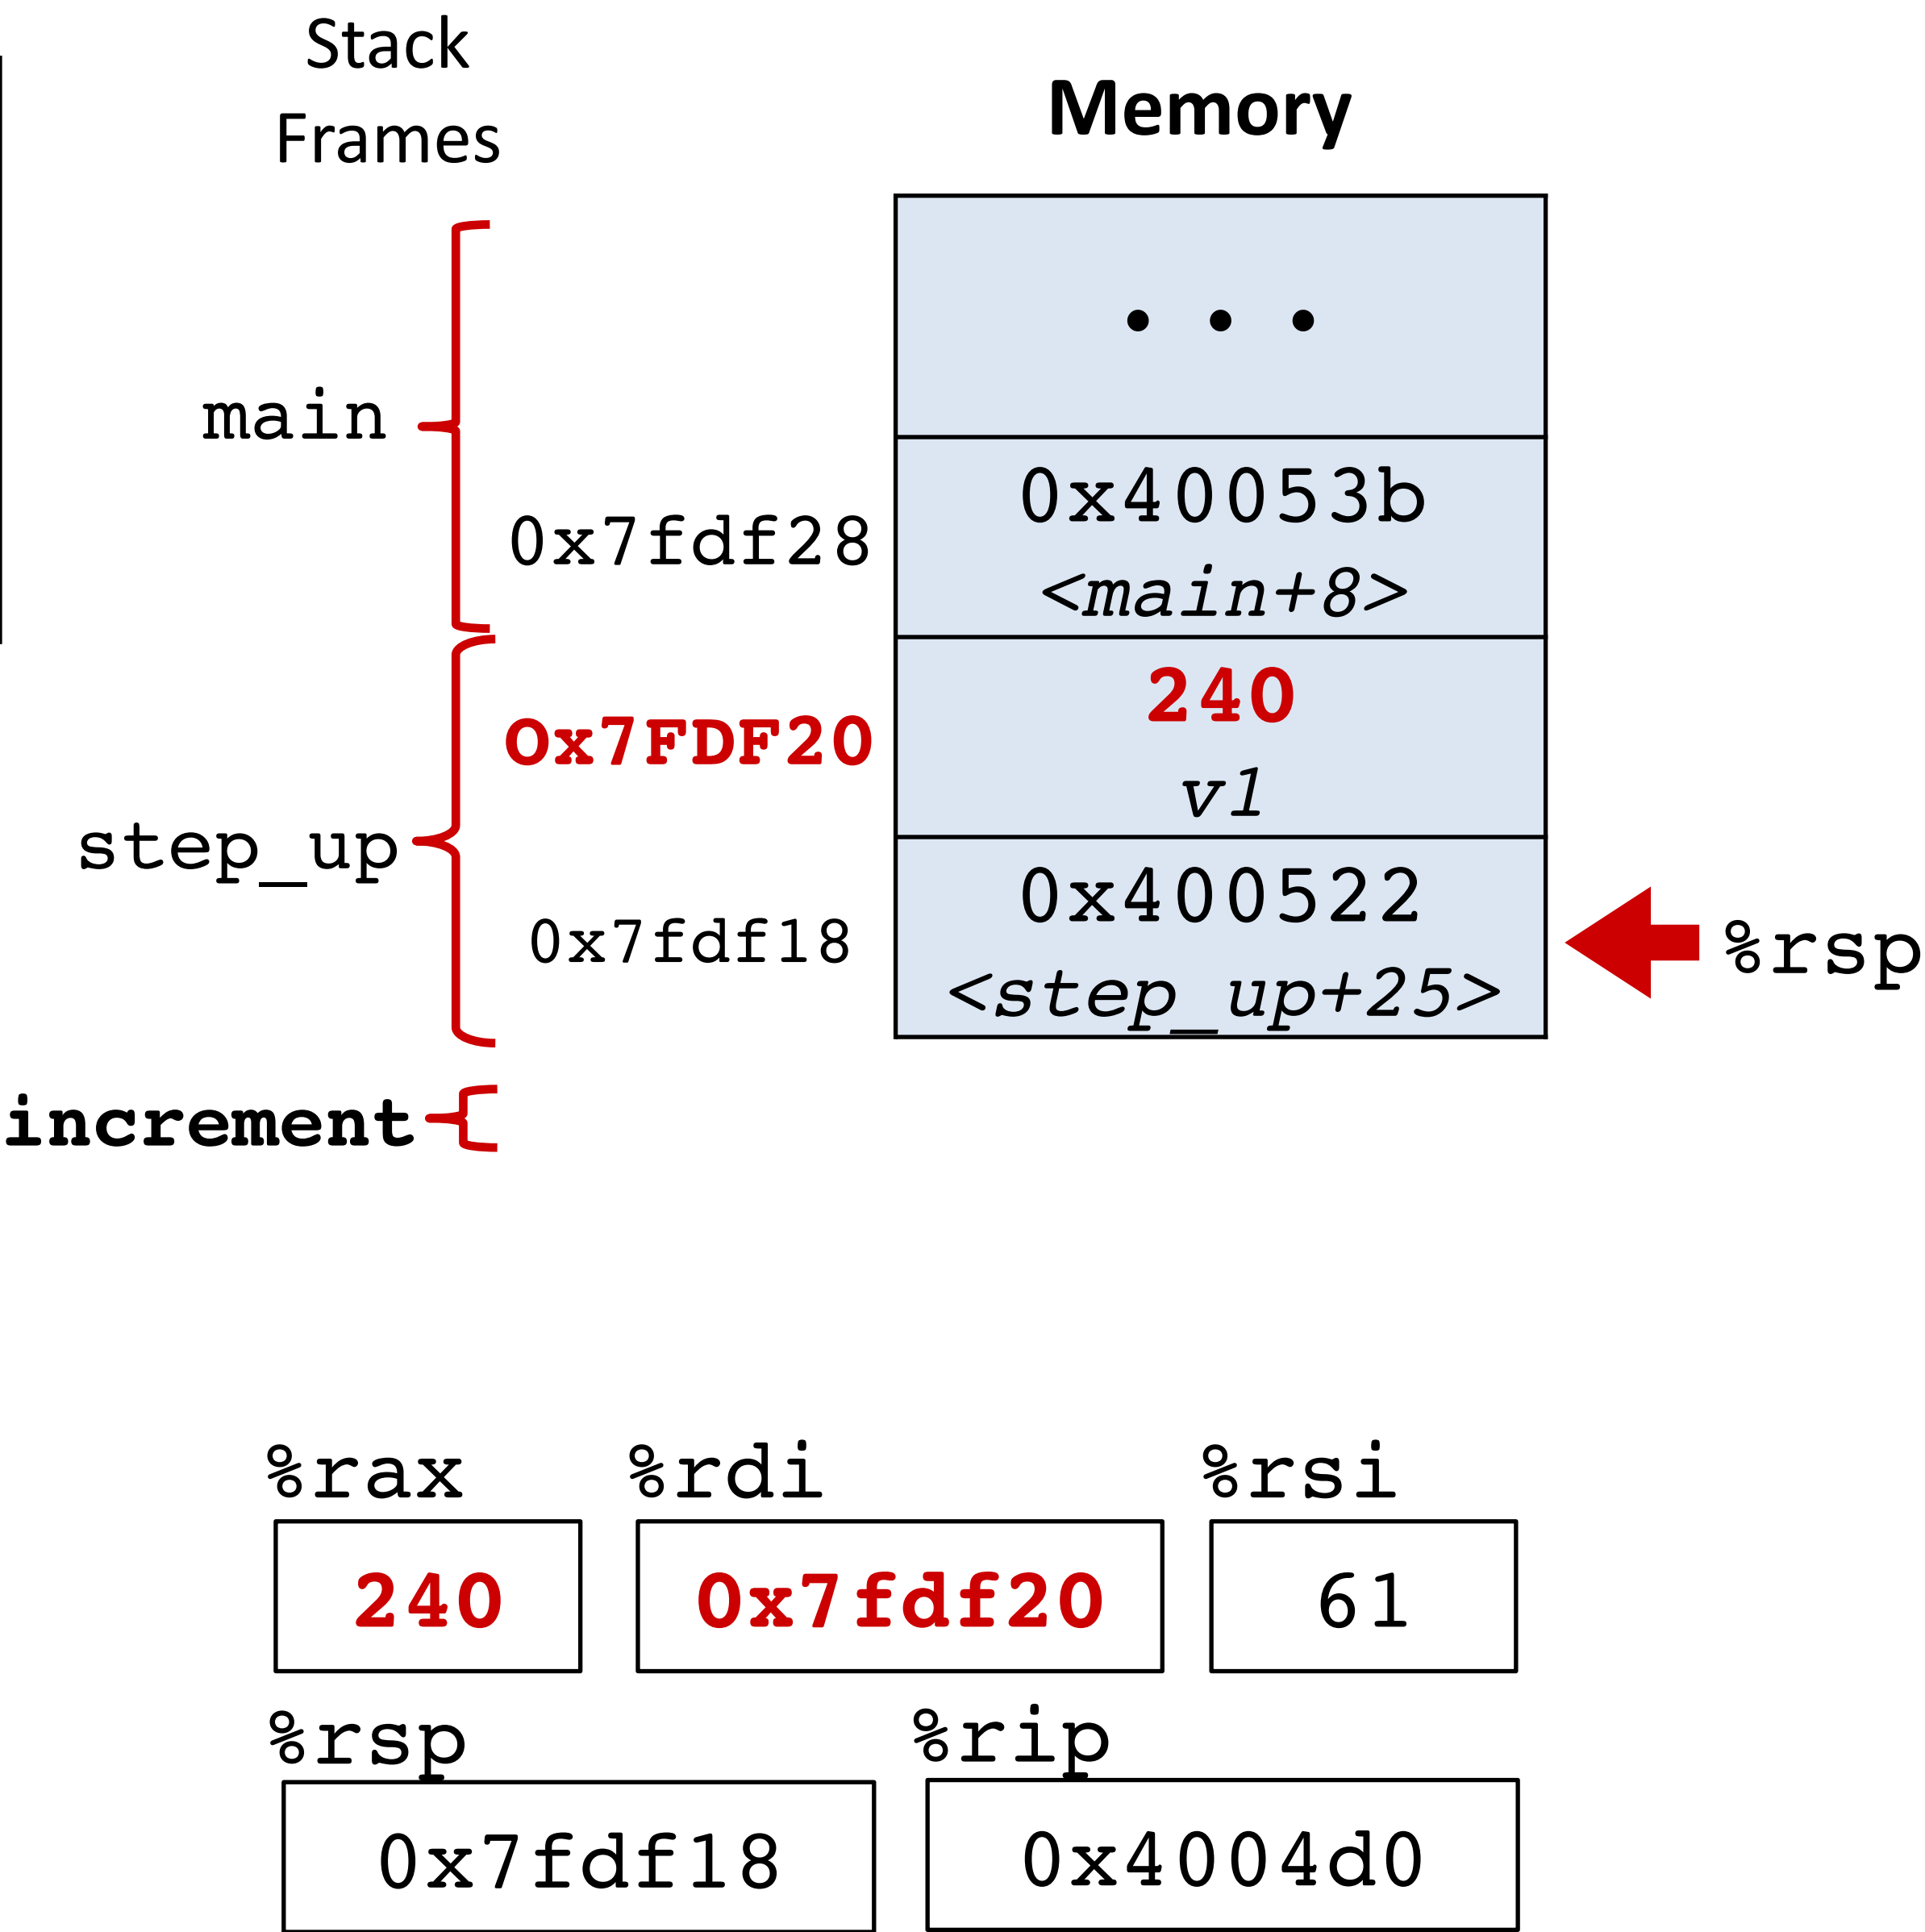 Stack
Frames
Memory
• • •
main
0x7fdf28
0x40053b
<main+8>
0x7FDF20
240
v1
step_up
0x7fdf18
0x400522
<step_up+25>
%rsp
increment
%rax
%rdi
%rsi
240
0x7fdf20
61
%rsp
%rip
0x7fdf18
0x4004d0